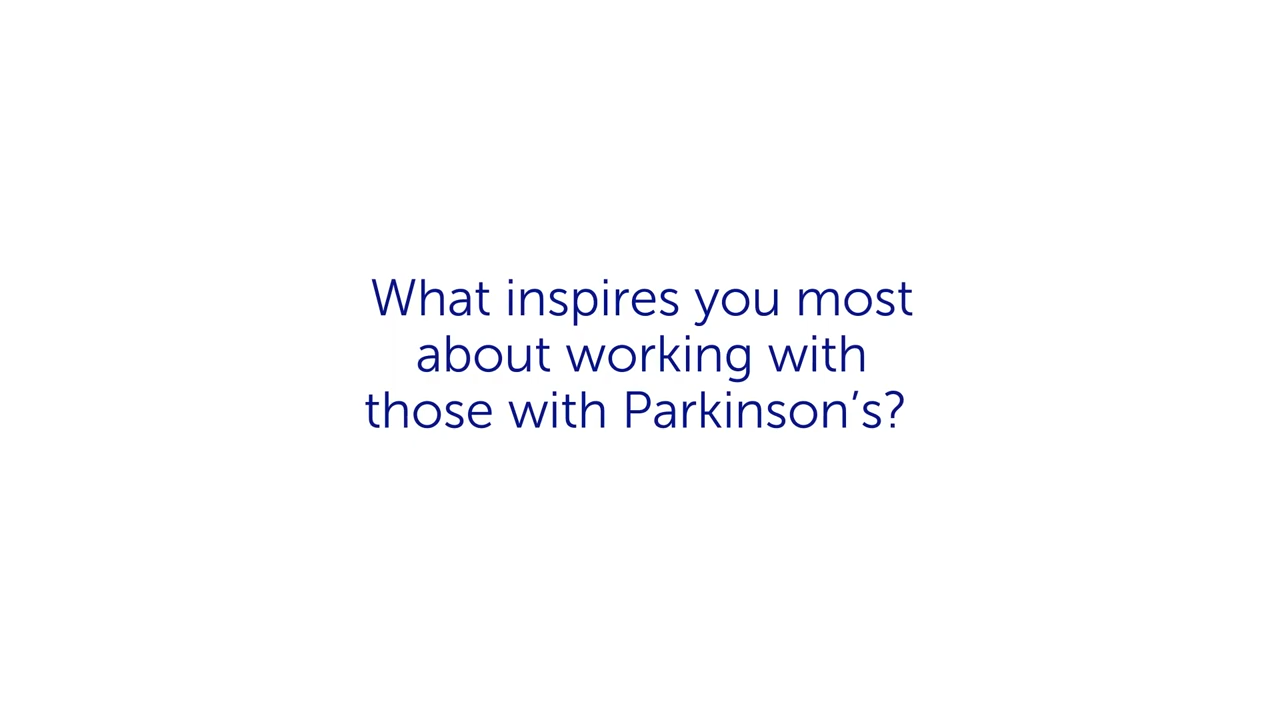 What inspires you most
about working with
those with Parkinson’s?